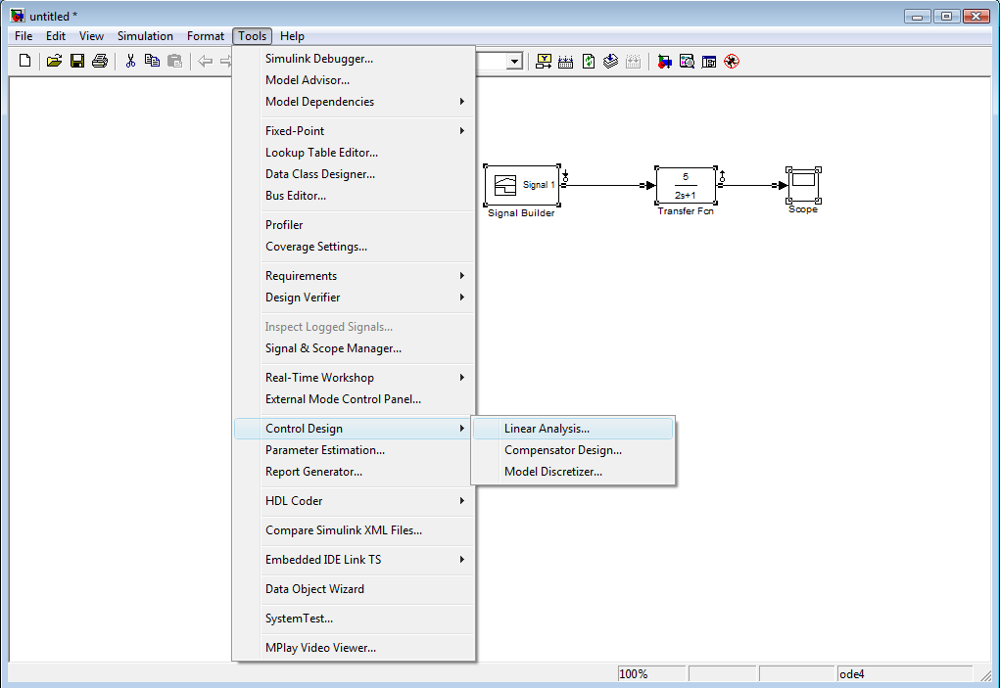 untitled *
File Edit View Simulation Format Tools Help
Simulink Debugger...
Model Advisor...
Model Dependencies
Fixed-Point
Lookup Table Editor...
Data Class Designer...
Bus Editor...
Profiler
Coverage Settings...
Requirements
Design Verifier
Inspect Logged Signals...
Signal & Scope Manager...
Real-Time Workshop
External Mode Control Panel...
Control Design
Parameter Estimation...
Report Generator...
HDL Coder
Compare Simulink XML Files...
Embedded IDE Link TS
Data Object Wizard
SystemTest...
MPlay Video Viewer...
Linear Analysis...
Compensator Design...
Model Discretizer...
Signal 1
Signal Builder
5
2s+1
Transfer Fcn
Scope
100%
ode4